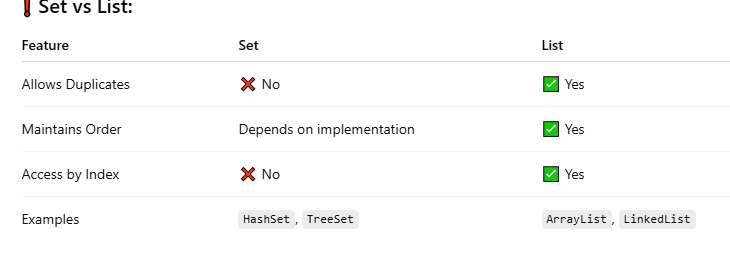 ❗ Set vs List:
Feature Set List
Allows Duplicates ❌ No ✅ Yes
Maintains Order Depends on implementation ✅ Yes
Access by Index ❌ No ✅ Yes
Examples HashSet, TreeSet ArrayList, LinkedList